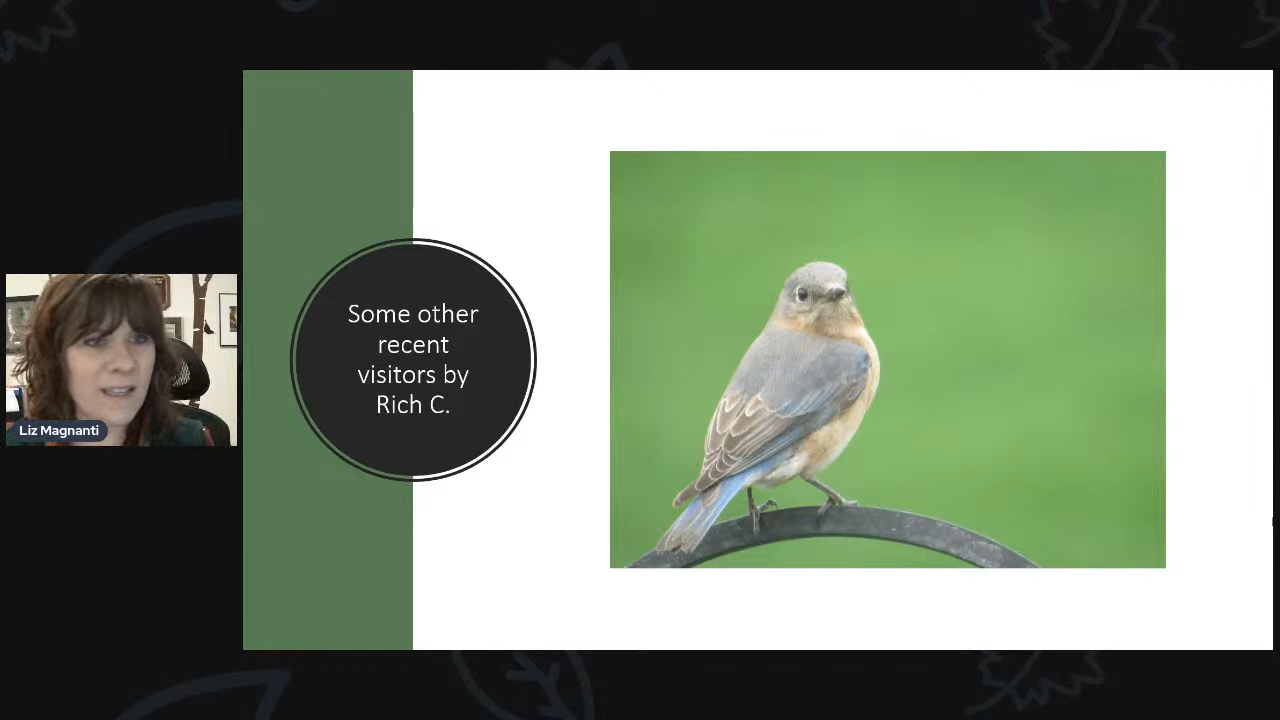 Some other
recent
visitors by
Rich C.
Liz Magnanti